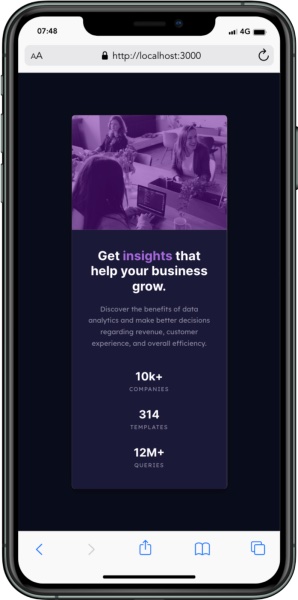 07:48
4G
AA
http://localhost:3000
Get insights that
help your business
grow.
Discover the benefits of data
analytics and make better decisions
regarding revenue, customer
experience, and overall efficiency.
10k+
COMPANIES
314
TEMPLATES
12M+
QUERIES